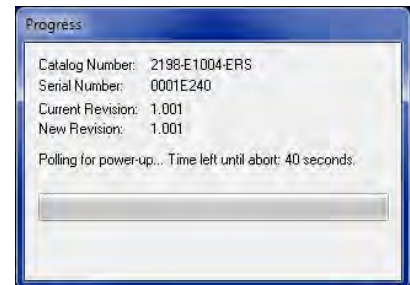 Progress
Catalog Number: 2198-E1004-ERS
Serial Number: 0001E240
Current Revision: 1.001
New Revision: 1.001
Polling for power-up... Time left until abort: 40 seconds.